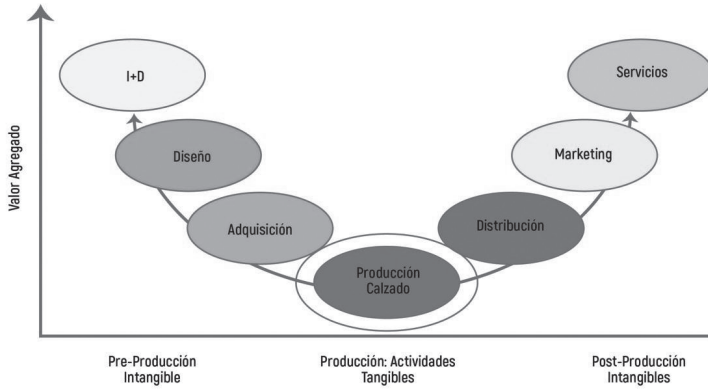 Valor Agregado
I+D
Servicios
Diseño
Marketing
Adquisición
Distribución
Producción
Calzado
Pre-Producción
Intangible
Producción: Actividades
Tangibles
Post-Producción
Intangibles